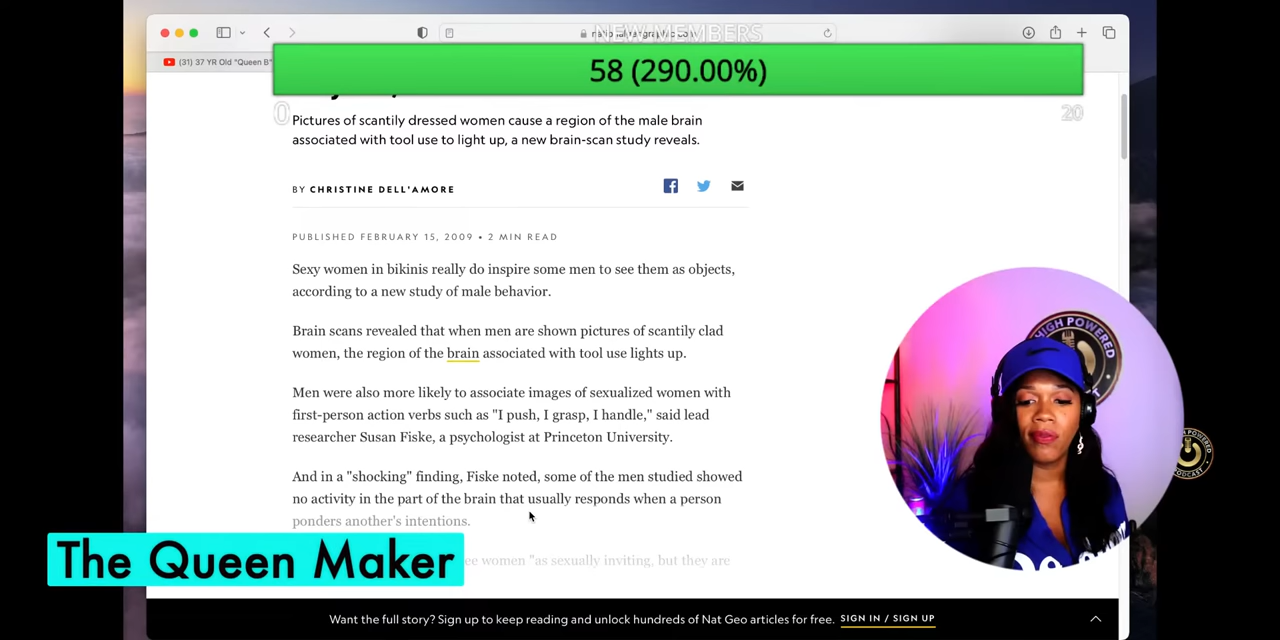 NEW MEMBERS
(31) 37 YR Old "Queen B"
58 (290.00%)
0
20
Pictures of scantily dressed women cause a region of the male brain
associated with tool use to light up, a new brain-scan study reveals.
BY CHRISTINE DELL'AMORE
PUBLISHED FEBRUARY 15, 2009 • 2 MIN READ
Sexy women in bikinis really do inspire some men to see them as objects,
according to a new study of male behavior.
Brain scans revealed that when men are shown pictures of scantily clad
women, the region of the brain associated with tool use lights up.
Men were also more likely to associate images of sexualized women with
first-person action verbs such as "I push, I grasp, I handle," said lead
researcher Susan Fiske, a psychologist at Princeton University.
And in a "shocking" finding, Fiske noted, some of the men studied showed
no activity in the part of the brain that usually responds when a person
ponders another's intentions.
women "as sexually inviting, but they are
The Queen Maker
HIGH POWERED
Want the full story? Sign up to keep reading and unlock hundreds of Nat Geo articles for free. SIGN IN / SIGN UP